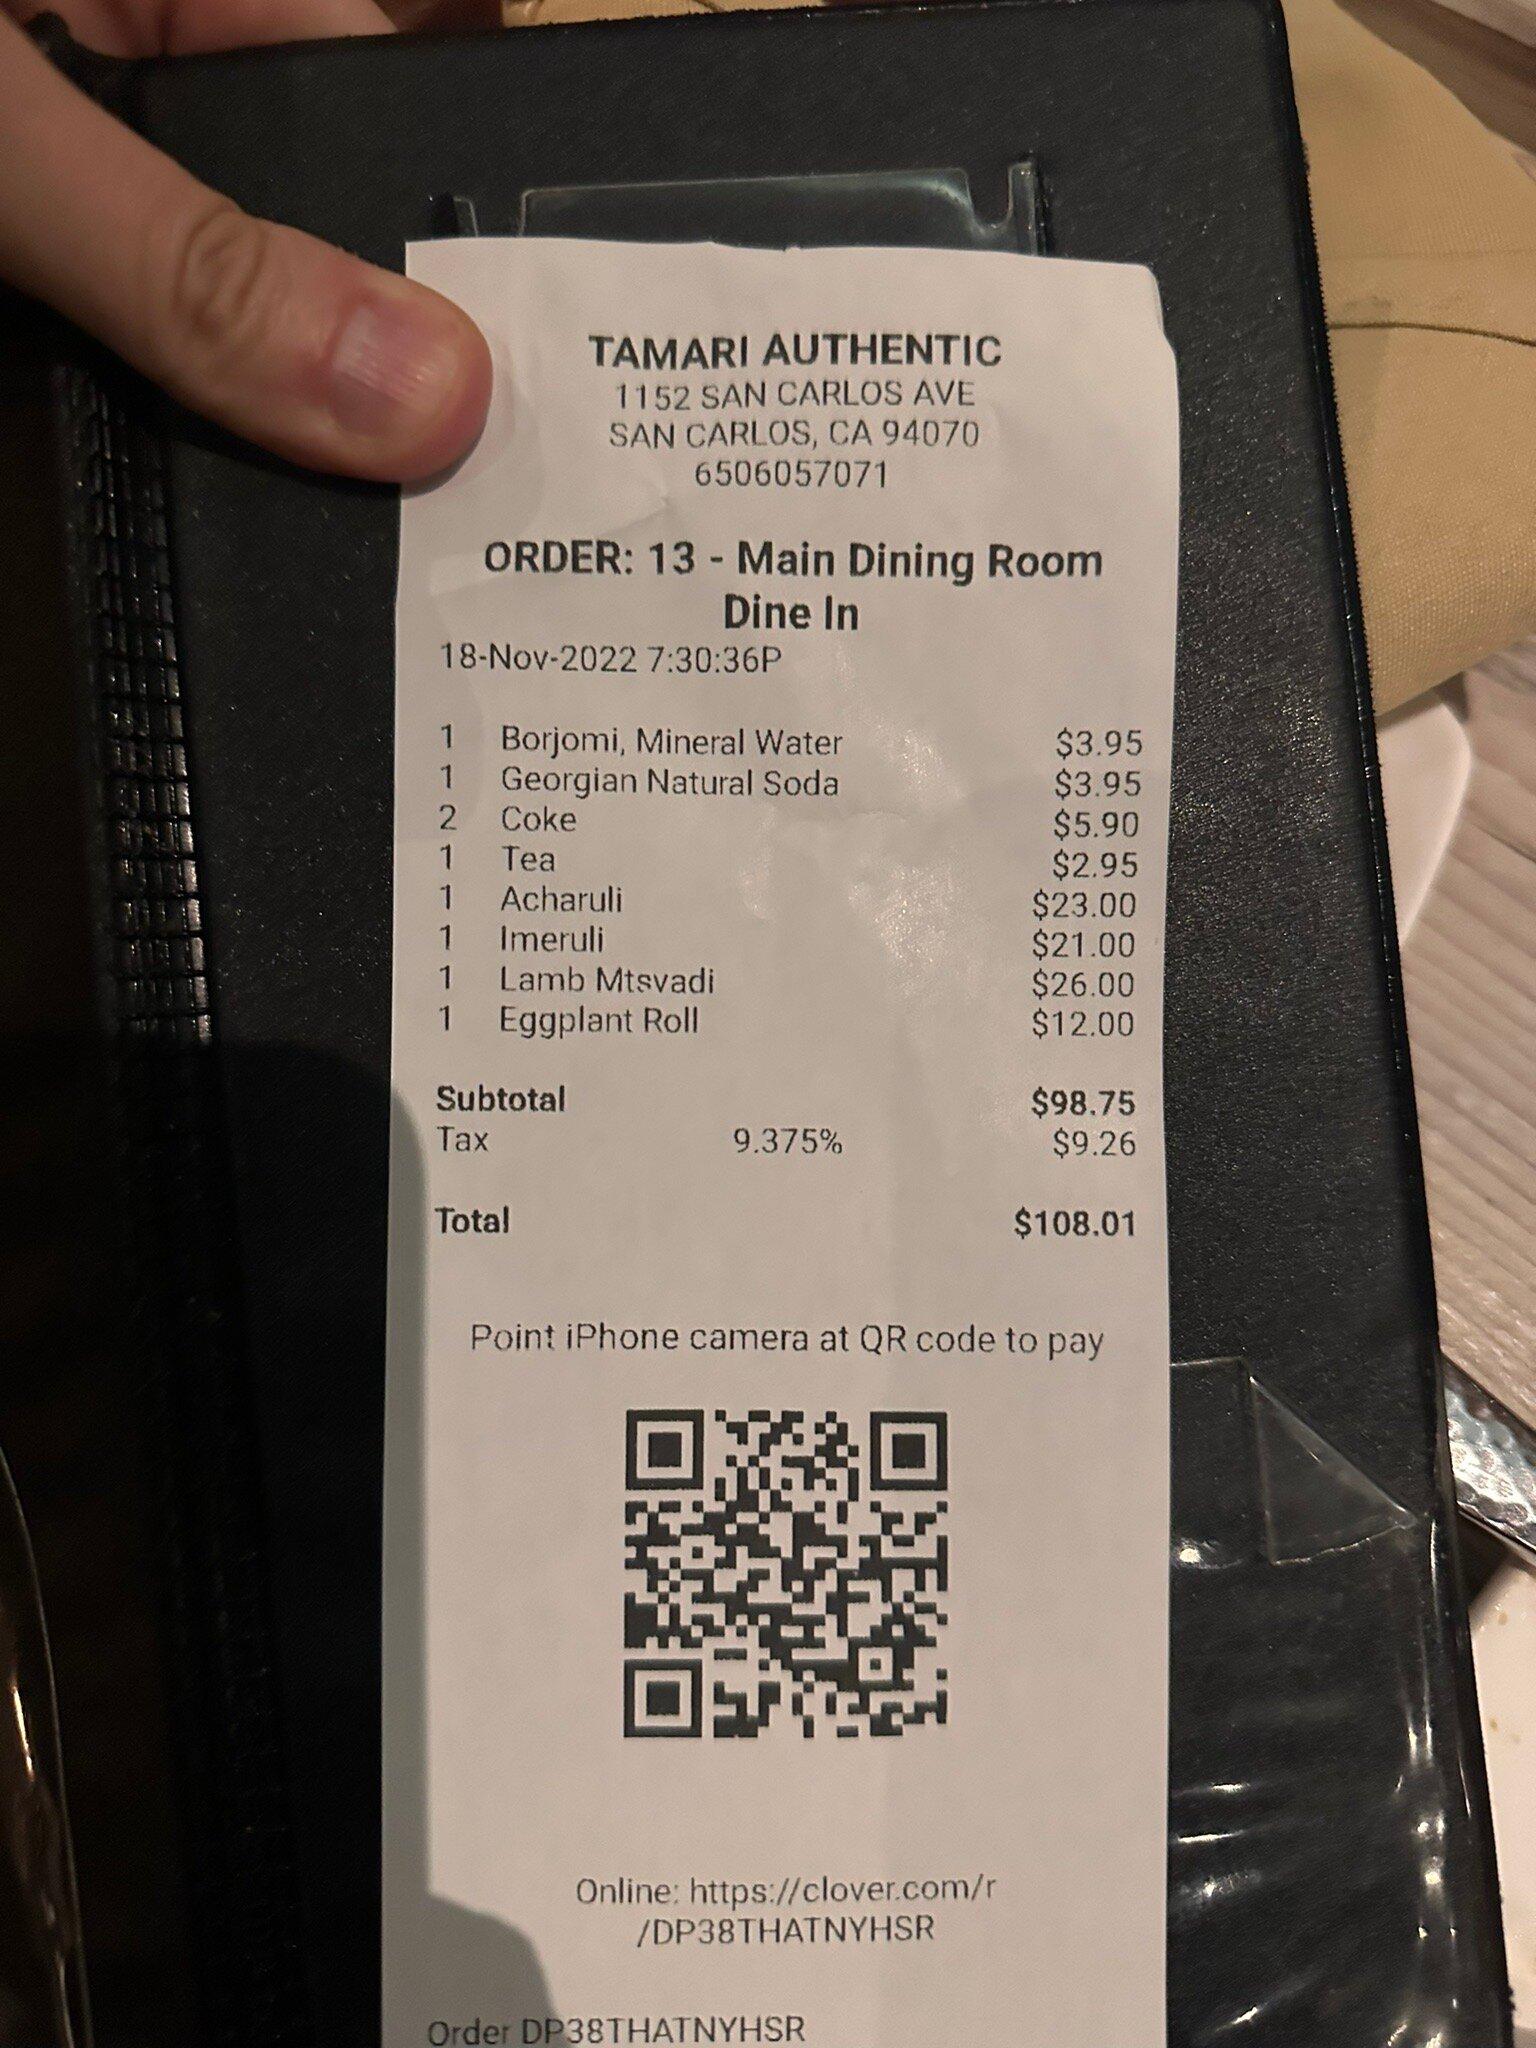 TAMARI AUTHENTIC
1152 SAN CARLOS AVE
SAN CARLOS, CA 94070
6506057071
ORDER: 13 - Main Dining Room
Dine In
18-Nov-2022 7:30:36P
1 Borjomi, Mineral Water $3.95
1 Georgian Natural Soda $3.95
2 Coke $5.90
1 Tea $2.95
1 Acharuli $23.00
1 Imeruli $21.00
1 Lamb Mtsvadi $26.00
1 Eggplant Roll $12.00
Subtotal $98.75
Tax 9.375% $9.26
Total $108.01
Point iPhone camera at QR code to pay
Online: https://clover.com/r
/DP38THATNYHSR
Order DP38THATNYHSR